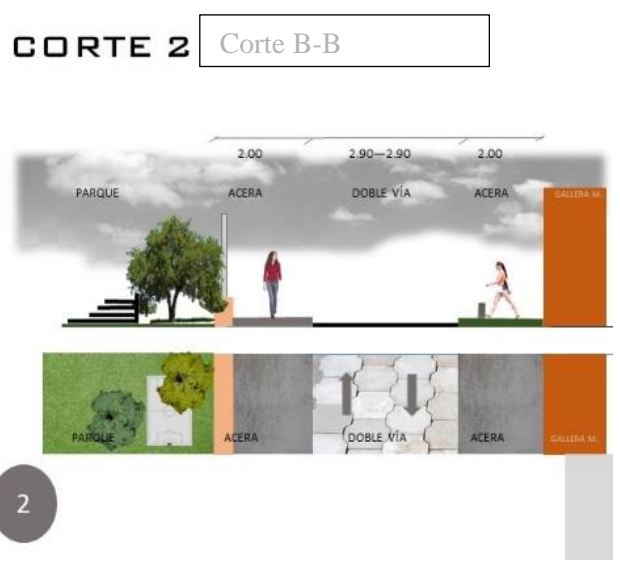 CORTE 2
Corte B-B
2.00 2.90—2.90 2.00
PARQUE ACERA DOBLE VÍA ACERA GALLERA M.
PARQUE ACERA DOBLE VÍA ACERA GALLERA M.
2